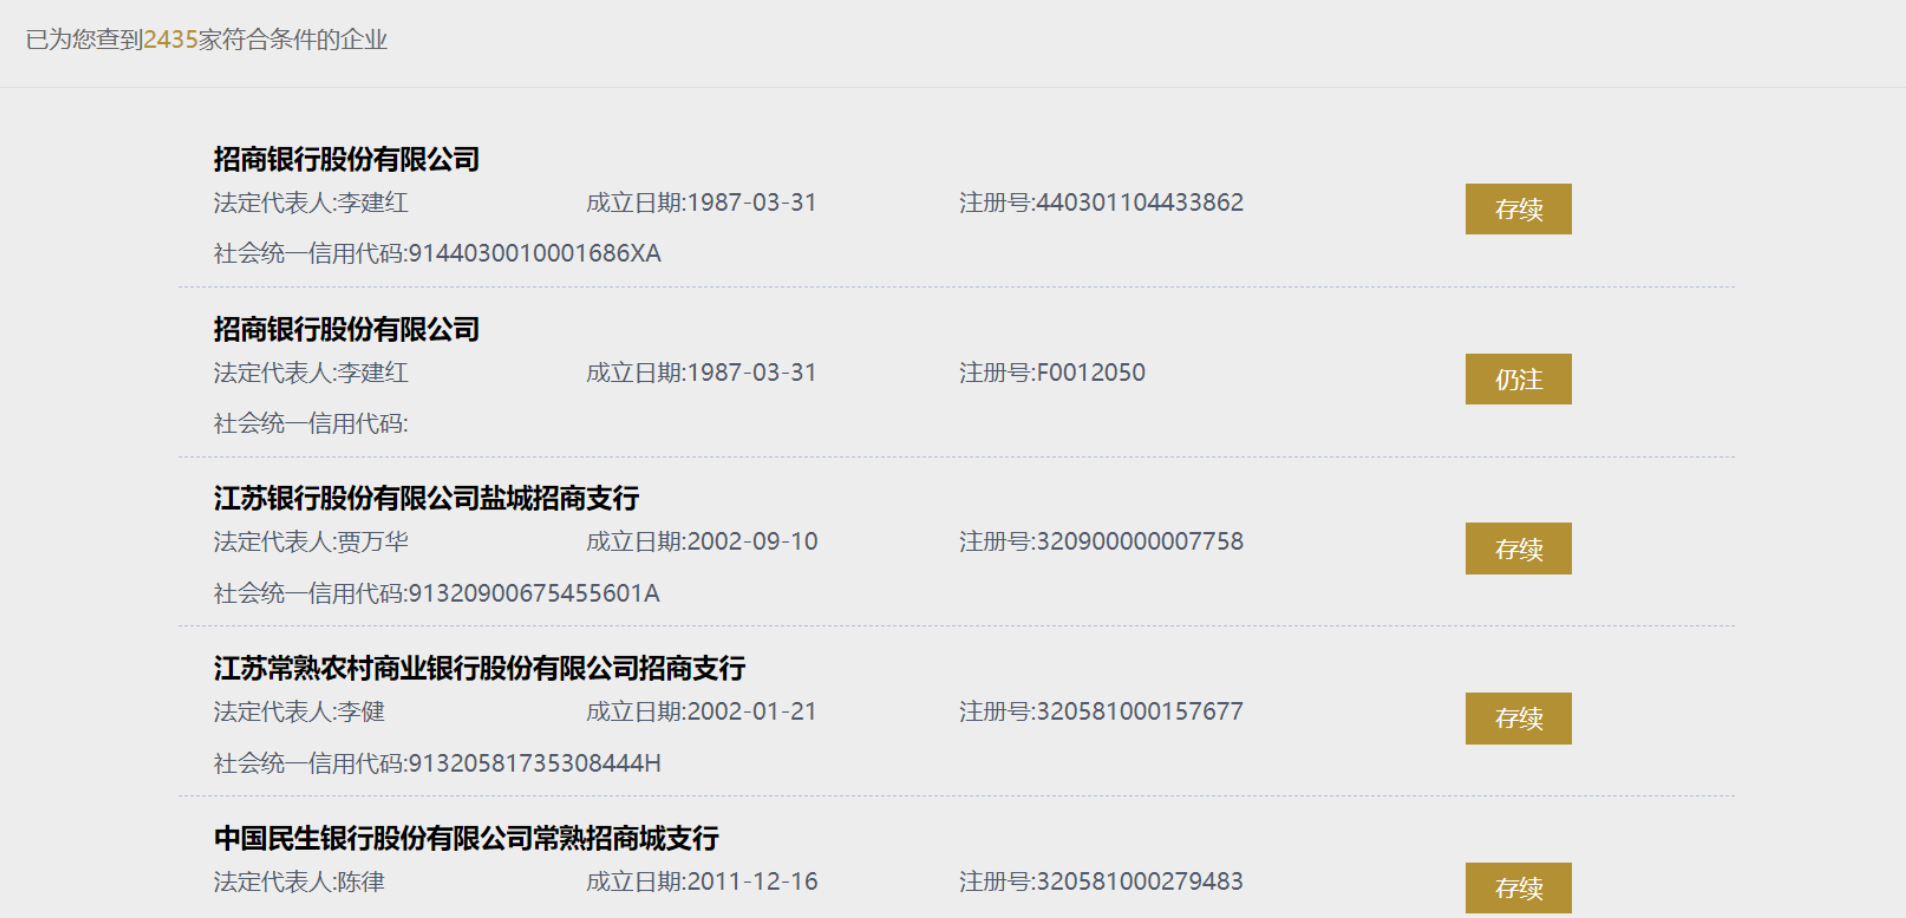 已为您查到2435家符合条件的企业
招商银行股份有限公司
法定代表人:李建红 成立日期:1987-03-31 注册号:440301104433862 存续
社会统一信用代码:9144030010001686XA
招商银行股份有限公司
法定代表人:李建红 成立日期:1987-03-31 注册号:F0012050 仍注
社会统一信用代码:
江苏银行股份有限公司盐城招商支行
法定代表人:贾万华 成立日期:2002-09-10 注册号:320900000007758 存续
社会统一信用代码:91320900675455601A
江苏常熟农村商业银行股份有限公司招商支行
法定代表人:李健 成立日期:2002-01-21 注册号:320581000157677 存续
社会统一信用代码:91320581735308444H
中国民生银行股份有限公司常熟招商城支行
法定代表人:陈律 成立日期:2011-12-16 注册号:320581000279483 存续